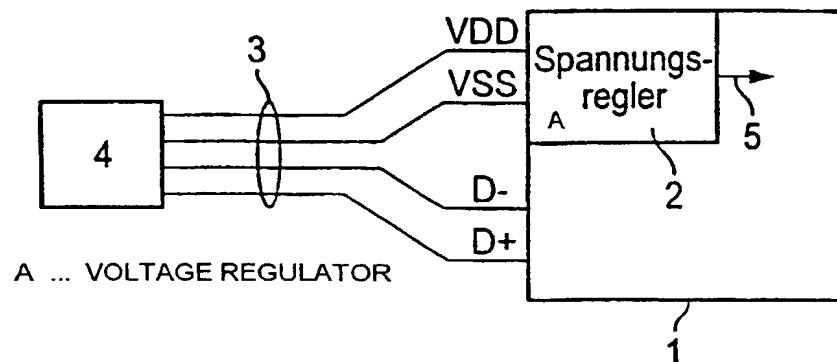 3
VDD
VSS
Spannungs-
regler
A
2
5
4
D-
D+
A ... VOLTAGE REGULATOR
1